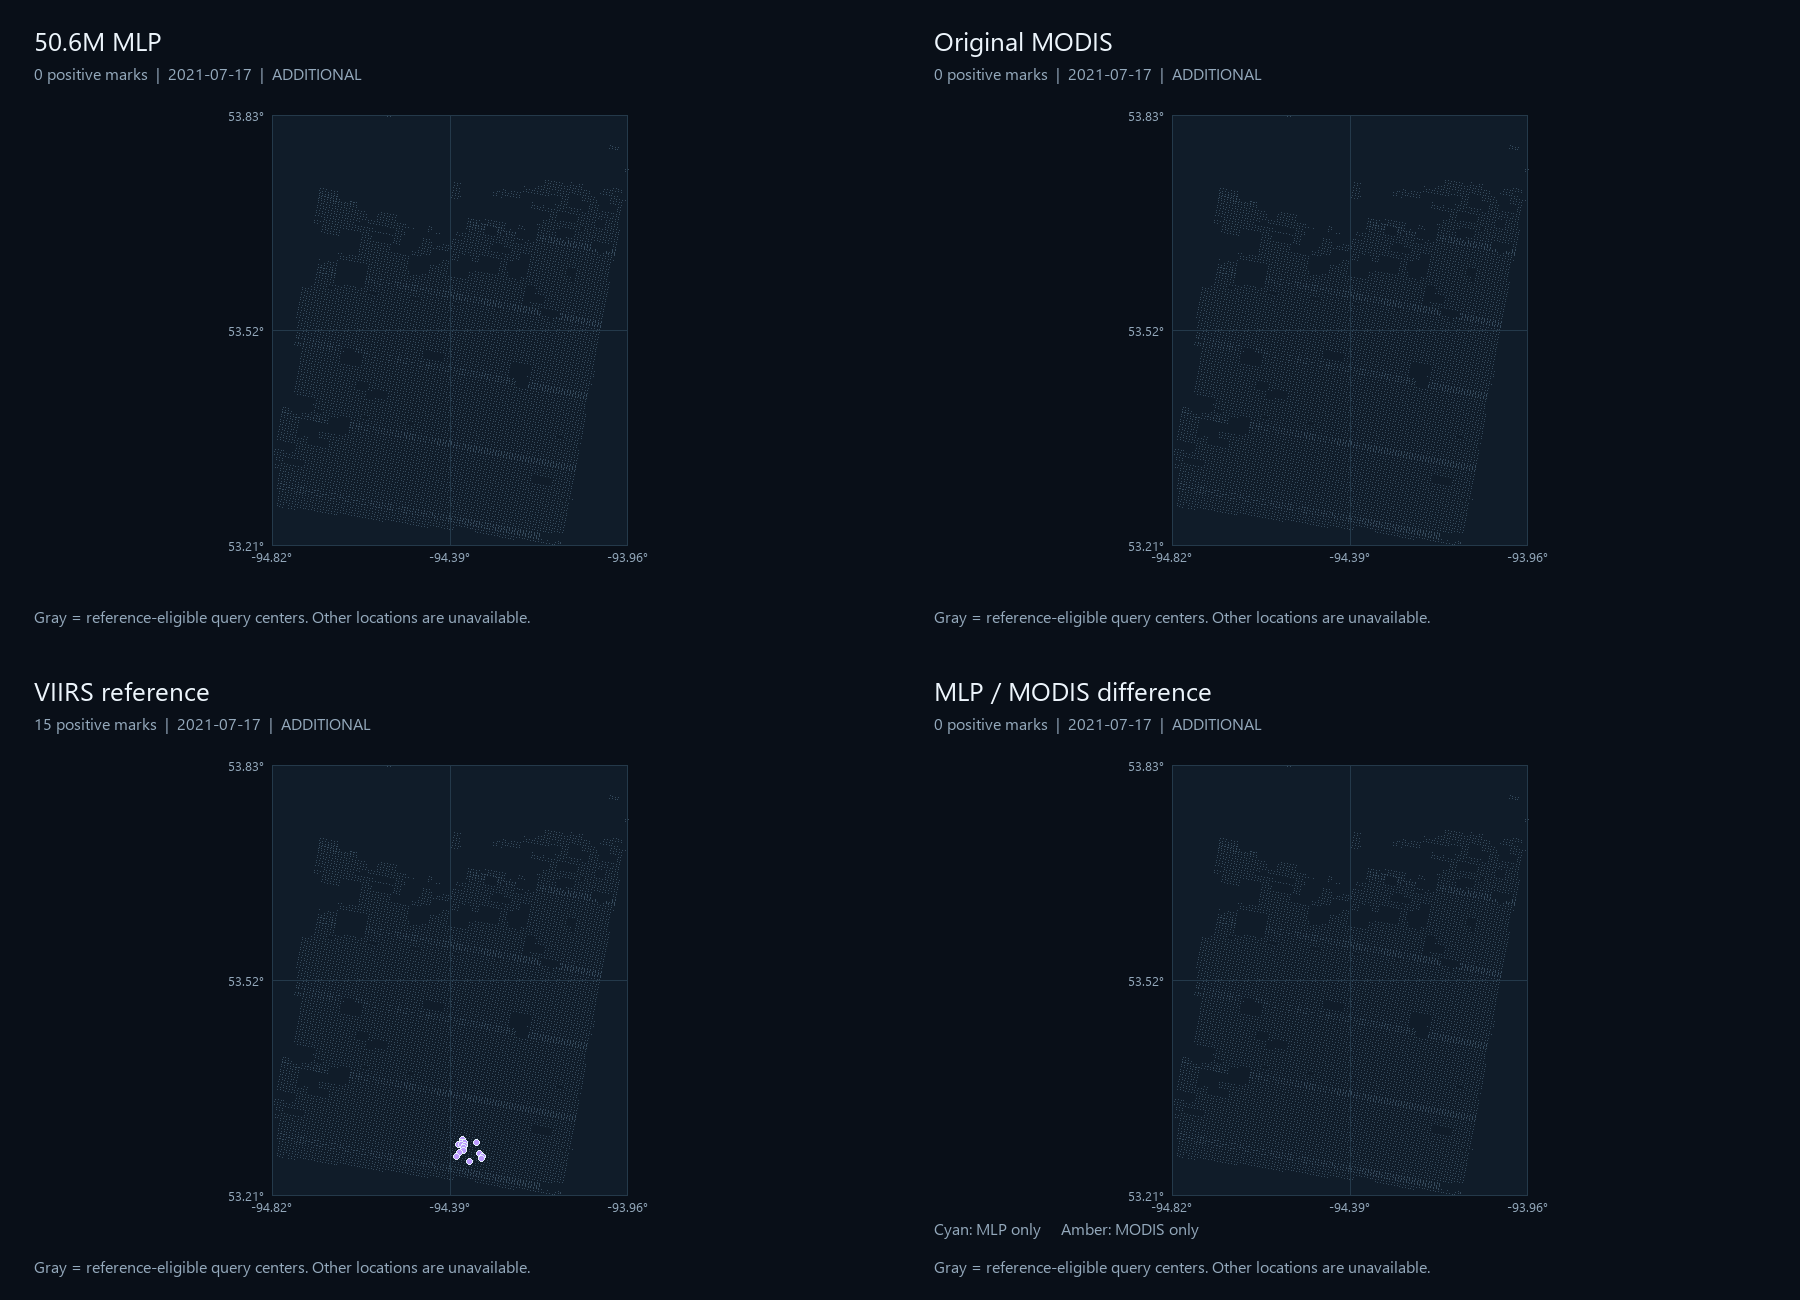 50.6M MLP
0 positive marks | 2021-07-17 | ADDITIONAL
53.83°
53.52°
53.21°
-94.82°
-94.39°
-93.96°
Gray = reference-eligible query centers. Other locations are unavailable.
Original MODIS
0 positive marks | 2021-07-17 | ADDITIONAL
53.83°
53.52°
53.21°
-94.82°
-94.39°
-93.96°
Gray = reference-eligible query centers. Other locations are unavailable.
VIIRS reference
15 positive marks | 2021-07-17 | ADDITIONAL
53.83°
53.52°
53.21°
-94.82°
-94.39°
-93.96°
Gray = reference-eligible query centers. Other locations are unavailable.
MLP / MODIS difference
0 positive marks | 2021-07-17 | ADDITIONAL
53.83°
53.52°
53.21°
-94.82°
-94.39°
-93.96°
Cyan: MLP only Amber: MODIS only
Gray = reference-eligible query centers. Other locations are unavailable.